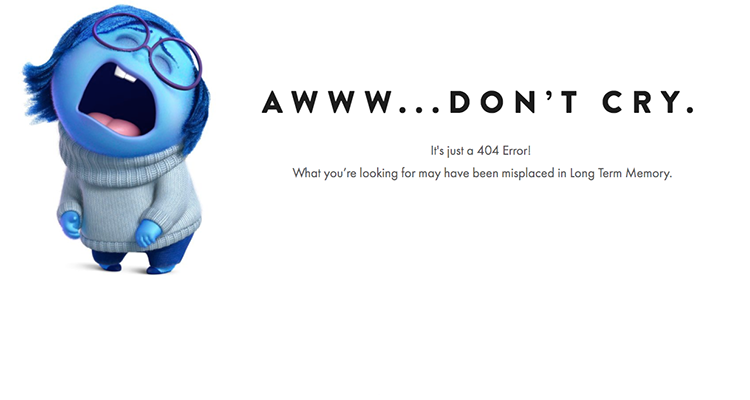 AWWW...DON’T CRY.
It's just a 404 Error!
What you’re looking for may have been misplaced in Long Term Memory.